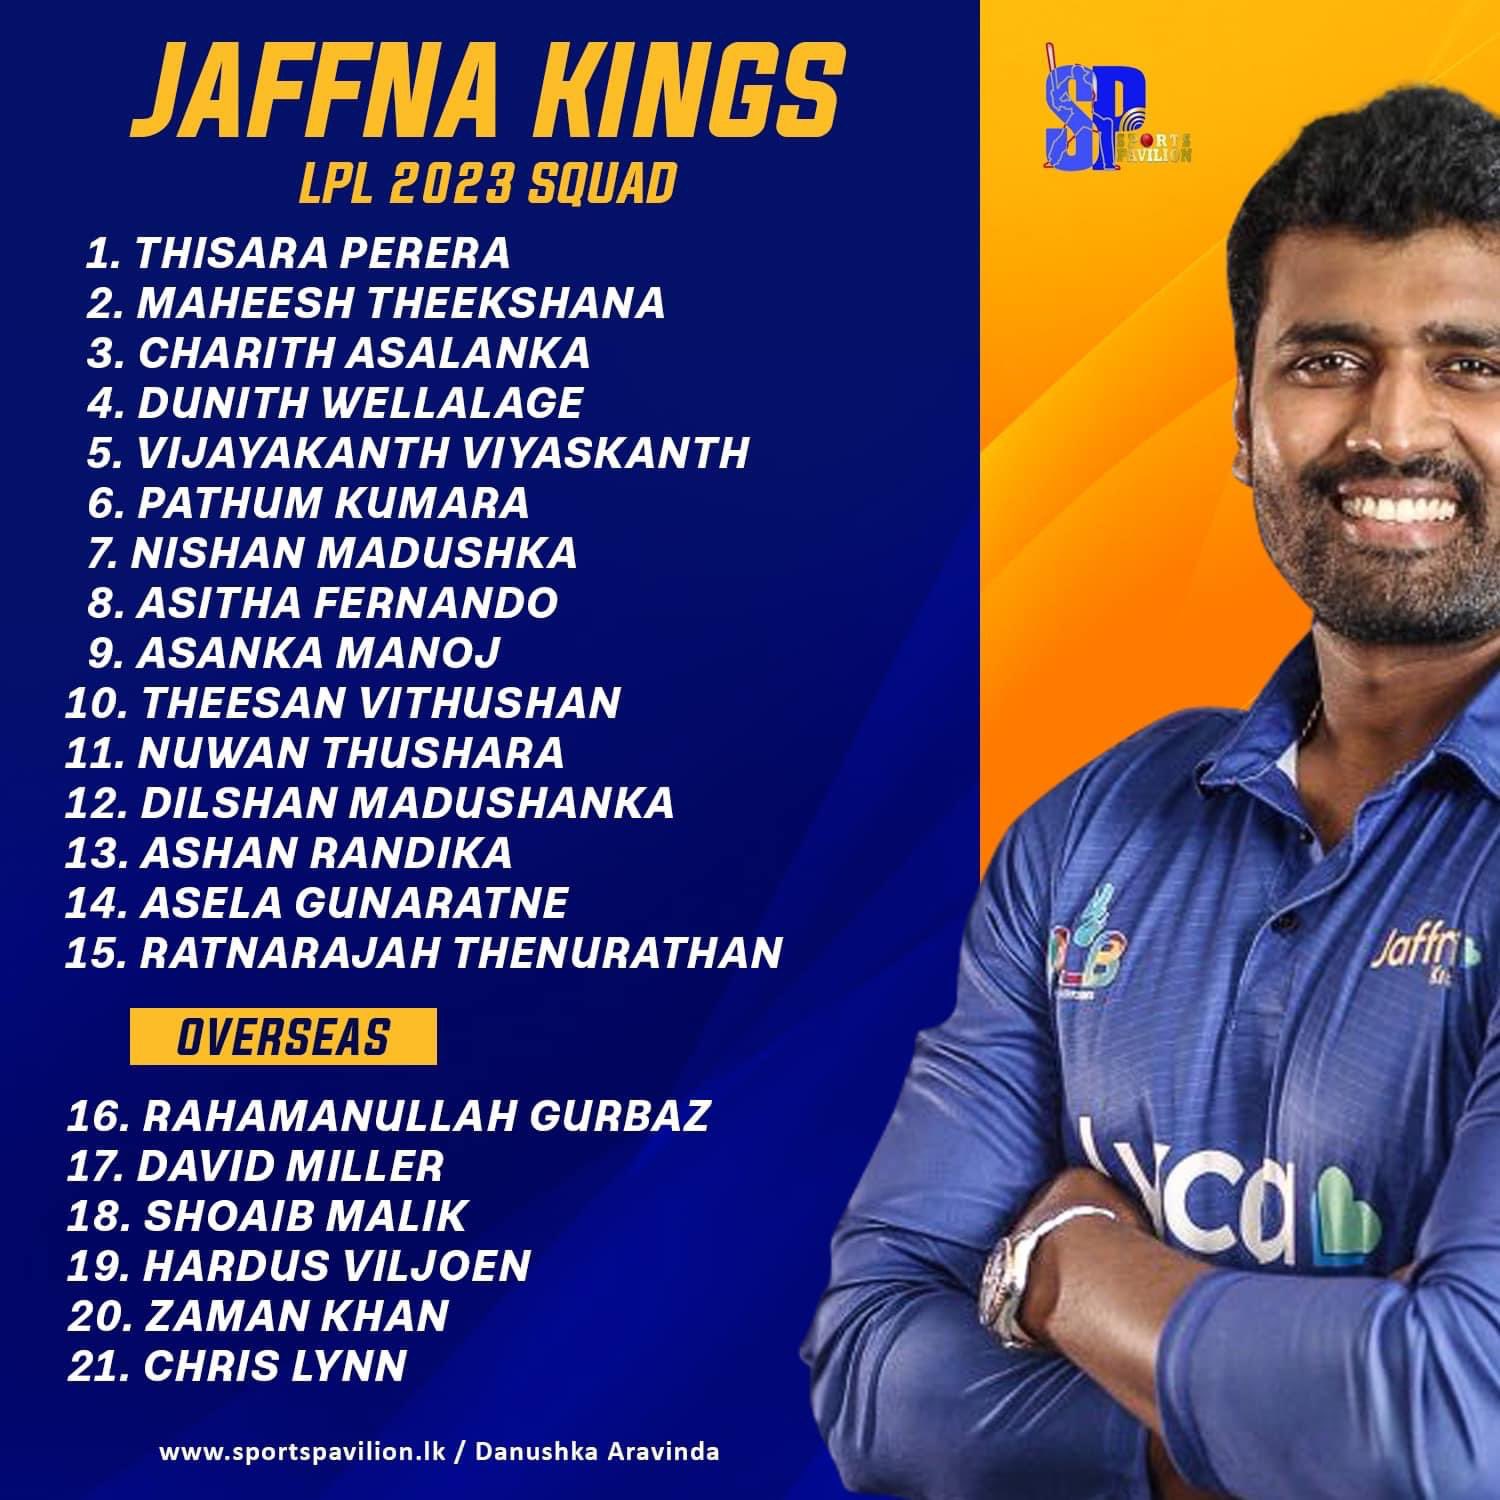 JAFFNA KINGS
LPL 2023 SQUAD
1. THISARA PERERA
2. MAHEESH THEEKSHANA
3. CHARITH ASALANKA
4. DUNITH WELLALAGE
5. VIJAYAKANTH VIYASKANTH
6. PATHUM KUMARA
7. NISHAN MADUSHKA
8. ASITHA FERNANDO
9. ASANKA MANOJ
10. THEESAN VITHUSHAN
11. NUWAN THUSHARA
12. DILSHAN MADUSHANKA
13. ASHAN RANDIKA
14. ASELA GUNARATNE
15. RATNARAJAH THENURATHAN
OVERSEAS
16. RAHAMANULLAH GURBAZ
17. DAVID MILLER
18. SHOAIB MALIK
19. HARDUS VILJOEN
20. ZAMAN KHAN
21. CHRIS LYNN
www.sportspavilion.lk / Danushka Aravinda
SP
SPORTS
PAVILION
Jaffn
Lyca